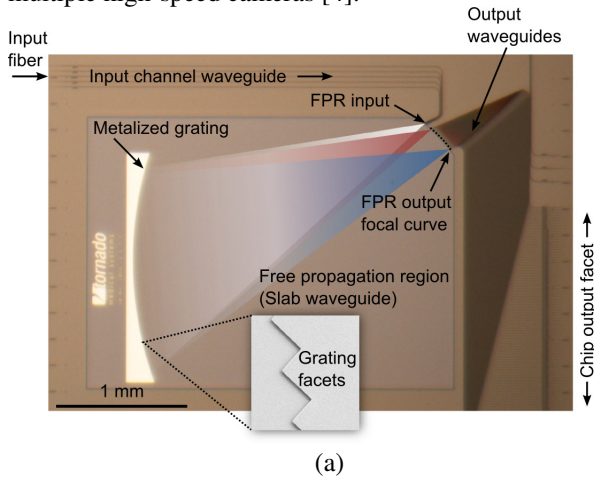 multiple high-speed cameras [4].
Output
waveguides
Input
fiber
Input channel waveguide
FPR input
Metalized grating
FPR output
focal curve
Tornado
Free propagation region
(Slab waveguide)
Grating
facets
1 mm
Chip output facet
(a)